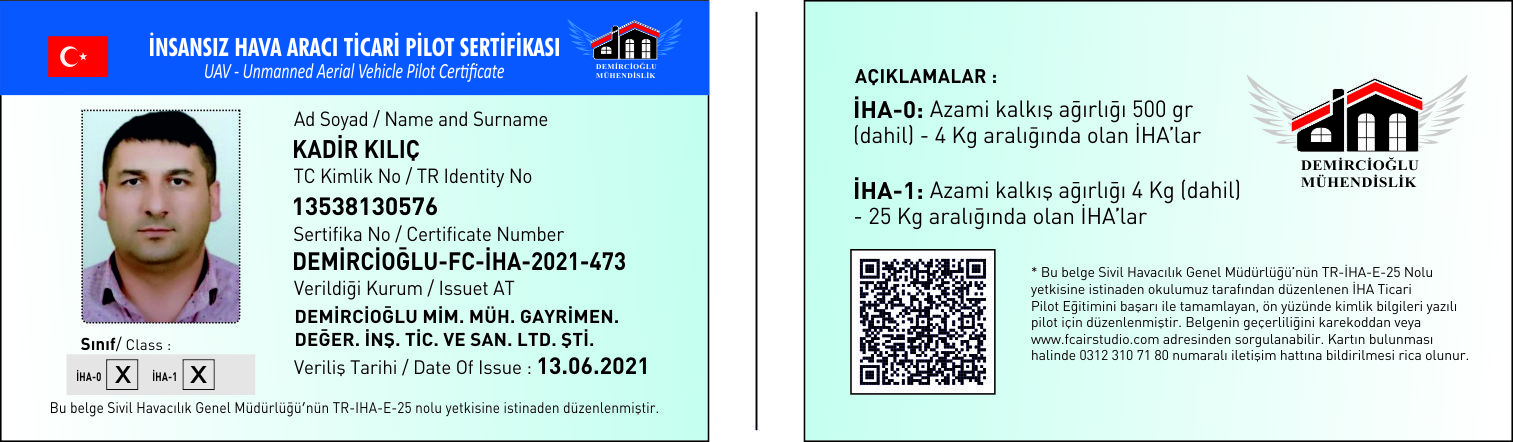 İNSANSIZ HAVA ARACI TİCARİ PİLOT SERTİFİKASI
UAV - Unmanned Aerial Vehicle Pilot Certificate
DEMİRCİOĞLU
MÜHENDİSLİK
Ad Soyad / Name and Surname
KADİR KILIÇ
TC Kimlik No / TR Identity No
13538130576
Sertifika No / Certificate Number
DEMİRCİOĞLU-FC-İHA-2021-473
Verildiği Kurum / Issuet AT
DEMİRCİOĞLU MİM. MÜH. GAYRİMEN.
DEĞER. İNŞ. TİC. VE SAN. LTD. ŞTİ.
Veriliş Tarihi / Date Of Issue : 13.06.2021
Sınıf/ Class :
İHA-0 X İHA-1 X
Bu belge Sivil Havacılık Genel Müdürlüğü'nün TR-IHA-E-25 nolu yetkisine istinaden düzenlenmiştir.
AÇIKLAMALAR :
İHA-0: Azami kalkış ağırlığı 500 gr
(dahil) - 4 Kg aralığında olan İHA'lar
İHA-1: Azami kalkış ağırlığı 4 Kg (dahil)
- 25 Kg aralığında olan İHA'lar
DEMİRCİOĞLU
MÜHENDİSLİK
* Bu belge Sivil Havacılık Genel Müdürlüğü'nün TR-İHA-E-25 Nolu
yetkisine istinaden okulumuz tarafından düzenlenen İHA Ticari
Pilot Eğitimini başarı ile tamamlayan, ön yüzünde kimlik bilgileri yazılı
pilot için düzenlenmiştir. Belgenin geçerliliğini karekoddan veya
www.fcairstudio.com adresinden sorgulanabilir. Kartın bulunması
halinde 0312 310 71 80 numaralı iletişim hattına bildirilmesi rica olunur.